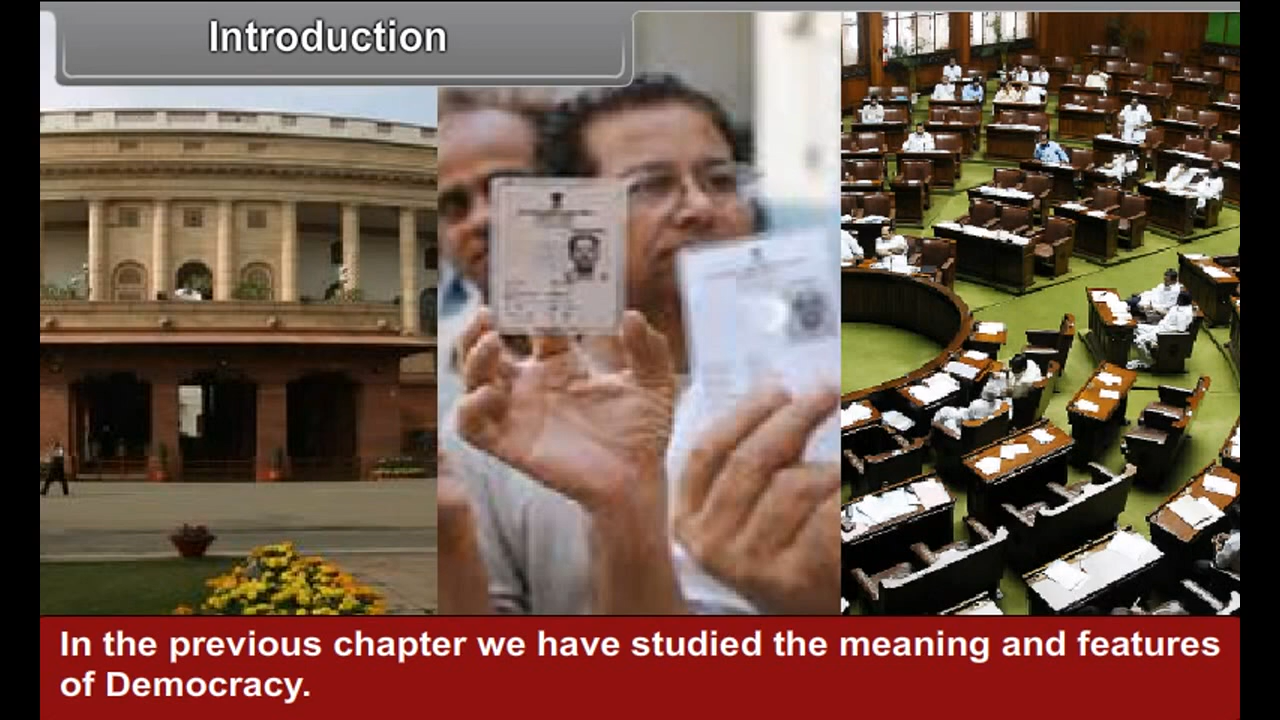 Introduction
In the previous chapter we have studied the meaning and features
of Democracy.